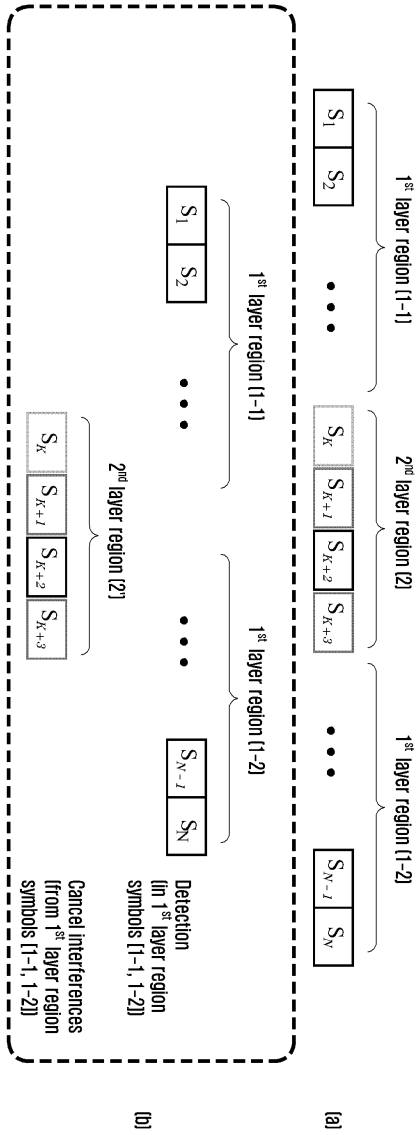 1st layer region (1-1) 2nd layer region (2) 1st layer region (1-2)
S1 S2 ••• SK SK+1 SK+2 SK+3 ••• SN-1 SN
(a)
1st layer region (1-1) 1st layer region (1-2)
S1 S2 ••• ••• SN-1 SN
Detection
(in 1st layer region
symbols [1-1, 1-2])
2nd layer region (2')
SK SK+1 SK+2 SK+3
Cancel interferences
(from 1st layer region
symbols [1-1, 1-2])
(b)